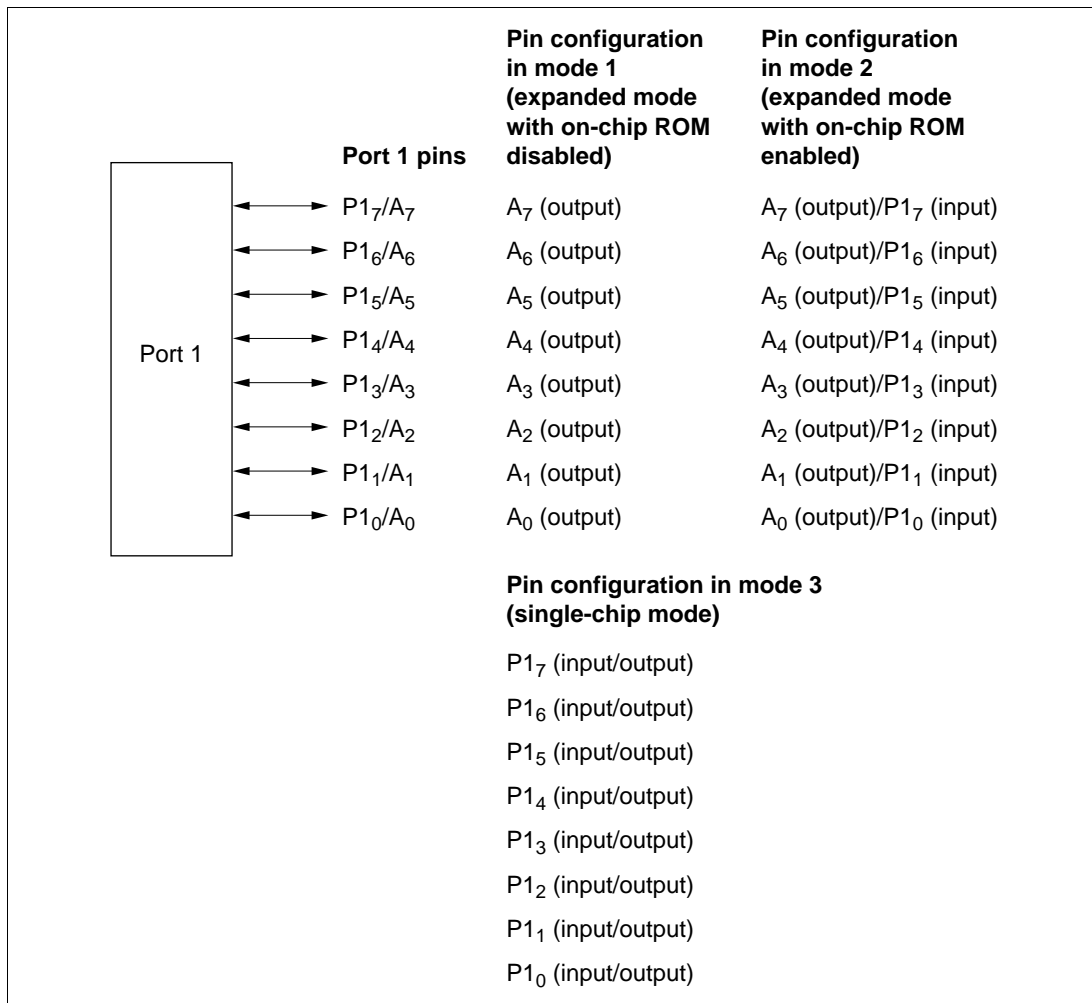 Pin configuration in mode 1 (expanded mode with on-chip ROM disabled)
Pin configuration in mode 2 (expanded mode with on-chip ROM enabled)
Port 1 pins
Port 1
P1₇/A₇ A₇ (output) A₇ (output)/P1₇ (input)
P1₆/A₆ A₆ (output) A₆ (output)/P1₆ (input)
P1₅/A₅ A₅ (output) A₅ (output)/P1₅ (input)
P1₄/A₄ A₄ (output) A₄ (output)/P1₄ (input)
P1₃/A₃ A₃ (output) A₃ (output)/P1₃ (input)
P1₂/A₂ A₂ (output) A₂ (output)/P1₂ (input)
P1₁/A₁ A₁ (output) A₁ (output)/P1₁ (input)
P1₀/A₀ A₀ (output) A₀ (output)/P1₀ (input)
Pin configuration in mode 3
(single-chip mode)
P1₇ (input/output)
P1₆ (input/output)
P1₅ (input/output)
P1₄ (input/output)
P1₃ (input/output)
P1₂ (input/output)
P1₁ (input/output)
P1₀ (input/output)